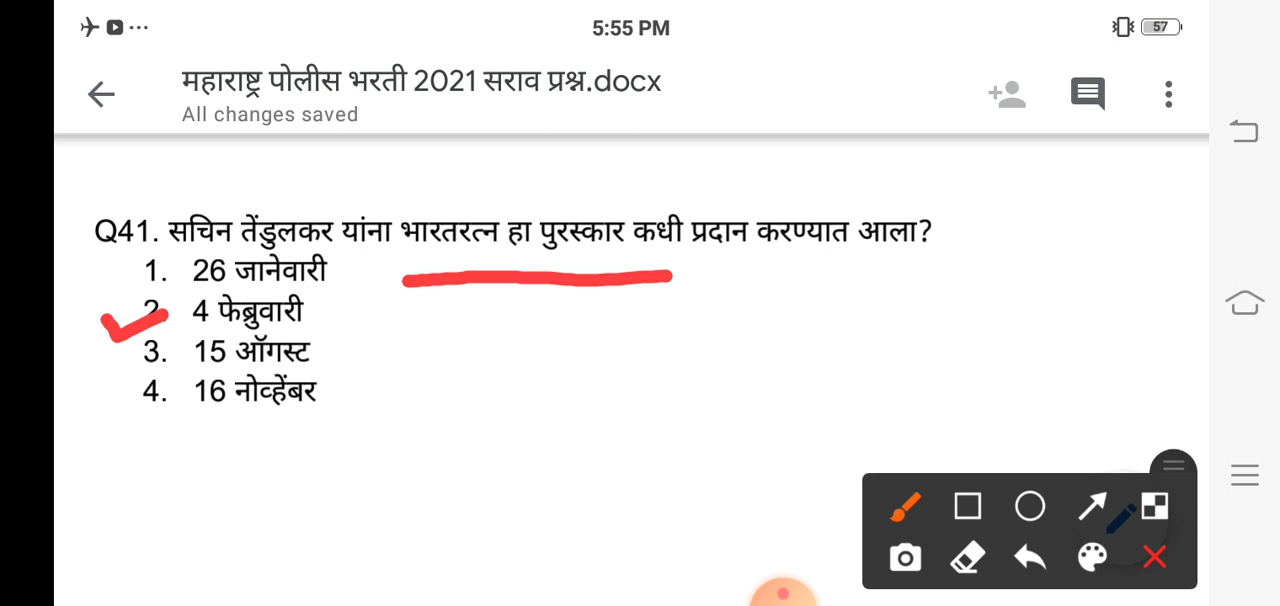 5:55 PM
57
महाराष्ट्र पोलीस भरती 2021 सराव प्रश्न.docx
All changes saved
Q41. सचिन तेंडुलकर यांना भारतरत्न हा पुरस्कार कधी प्रदान करण्यात आला?
1. 26 जानेवारी
2. 4 फेब्रुवारी
3. 15 ऑगस्ट
4. 16 नोव्हेंबर